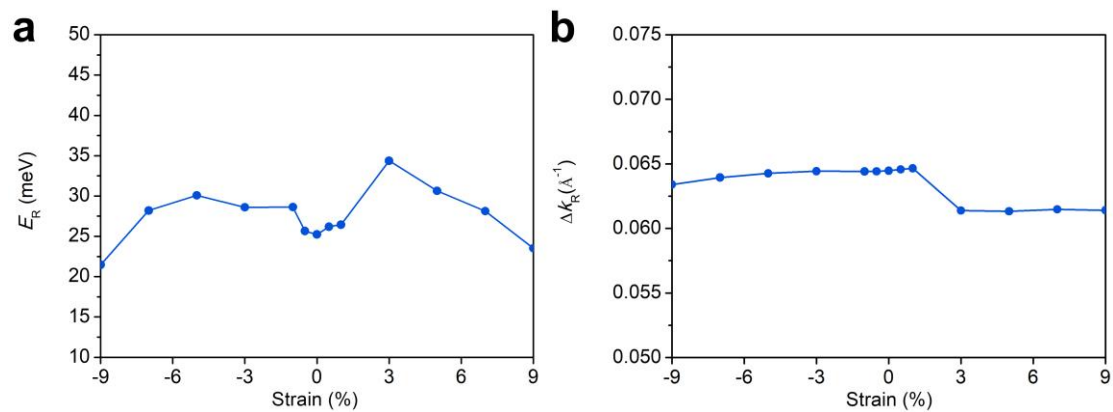 a
50
45
40
35
30
25
20
15
10
E_R (meV)
-9 -6 -3 0 3 6 9
Strain (%)
b
0.075
0.070
0.065
0.060
0.055
0.050
Δk_R(Å⁻¹)
-9 -6 -3 0 3 6 9
Strain (%)